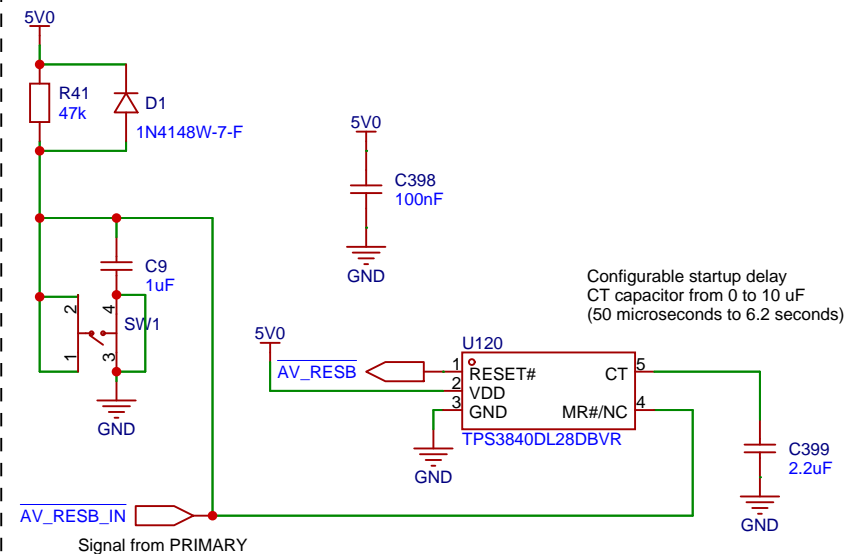 5V0
R41
47k
D1
1N4148W-7-F
5V0
C398
100nF
GND
C9
1uF
2
4
SW1
1
3
GND
Configurable startup delay
CT capacitor from 0 to 10 uF
(50 microseconds to 6.2 seconds)
5V0
U120
AV_RESB
1
RESET#
CT
5
2
VDD
3
GND
MR#/NC
4
TPS3840DL28DBVR
GND
C399
2.2uF
GND
AV_RESB_IN
Signal from PRIMARY